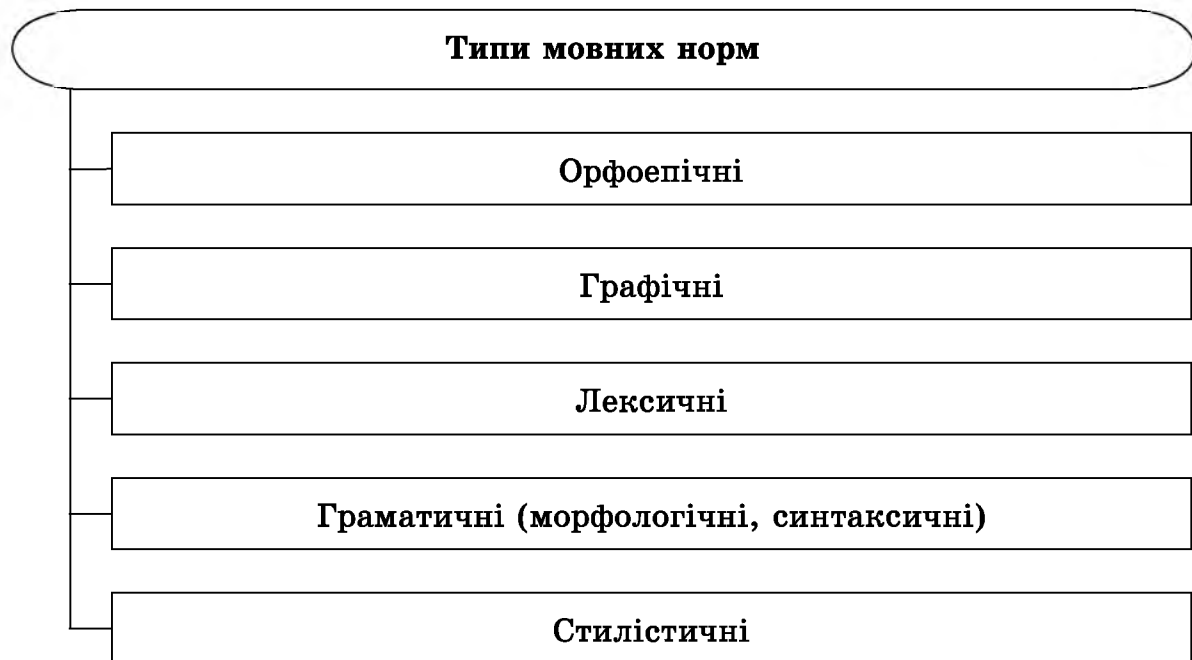 Типи мовних норм
Орфоепічні
Графічні
Лексичні
Граматичні (морфологічні, синтаксичні)
Стилістичні